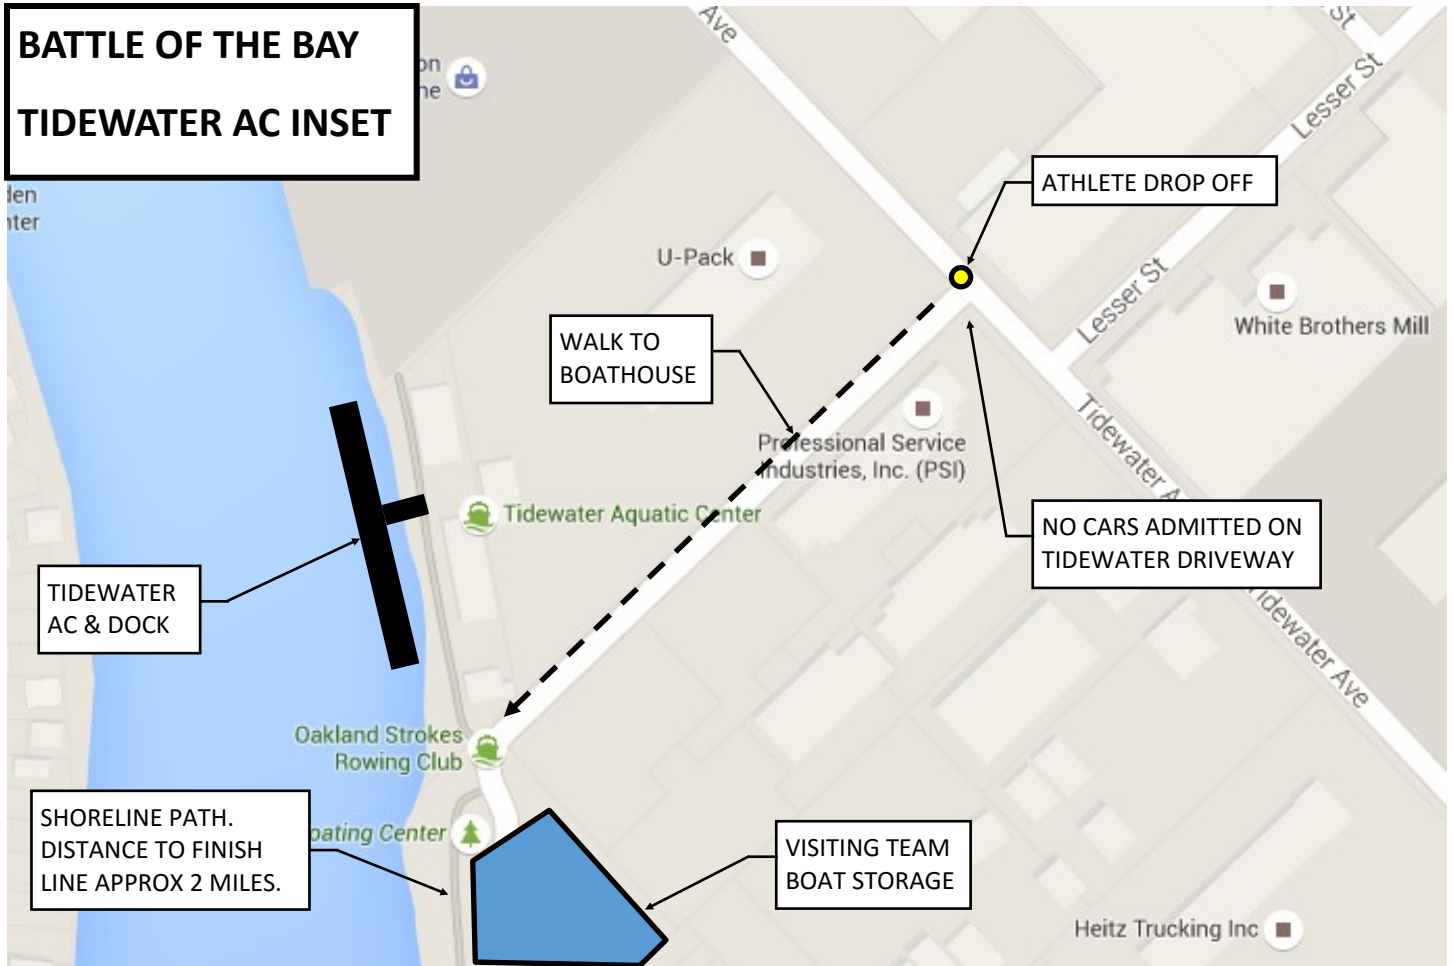 BATTLE OF THE BAY
TIDEWATER AC INSET
Ave
St
Lesser St
ATHLETE DROP OFF
U-Pack
Lesser St
White Brothers Mill
WALK TO
BOATHOUSE
Tidewater
Professional Service
Industries, Inc. (PSI)
Tidewater Aquatic Center
NO CARS ADMITTED ON
TIDEWATER DRIVEWAY
TIDEWATER
AC & DOCK
Tidewater Ave
Oakland Strokes
Rowing Club
SHORELINE PATH.
DISTANCE TO FINISH
LINE APPROX 2 MILES.
oating Center
VISITING TEAM
BOAT STORAGE
Heitz Trucking Inc